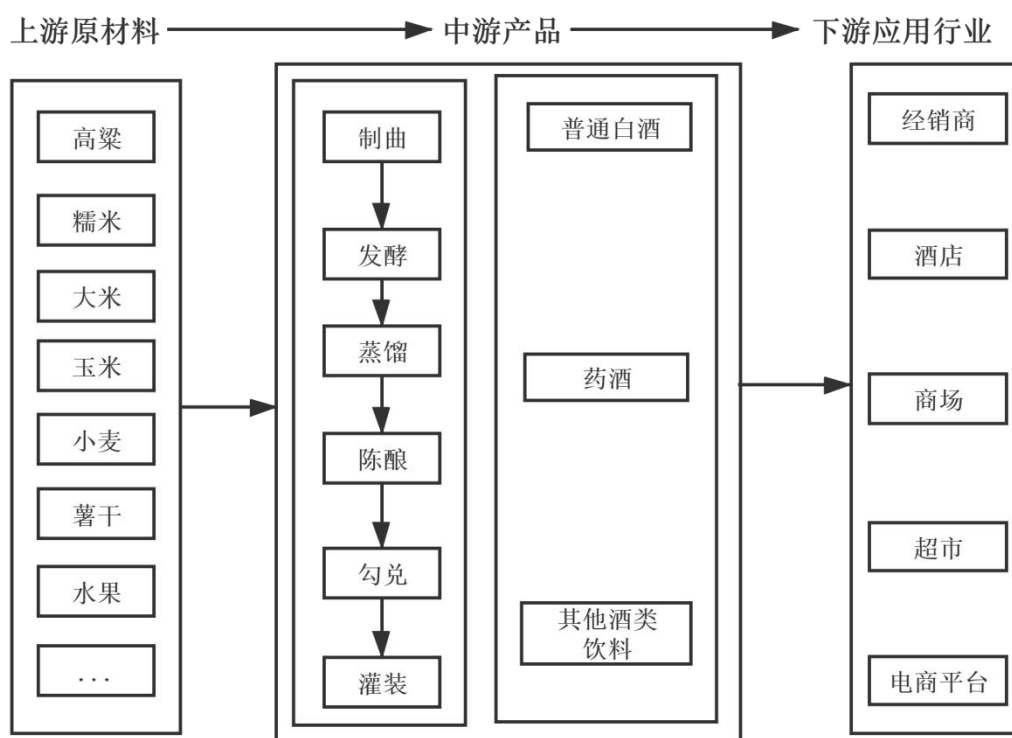 上游原材料
中游产品
下游应用行业
高粱
糯米
大米
玉米
小麦
薯干
水果
...
制曲
发酵
蒸馏
陈酿
勾兑
灌装
普通白酒
药酒
其他酒类
饮料
经销商
酒店
商场
超市
电商平台